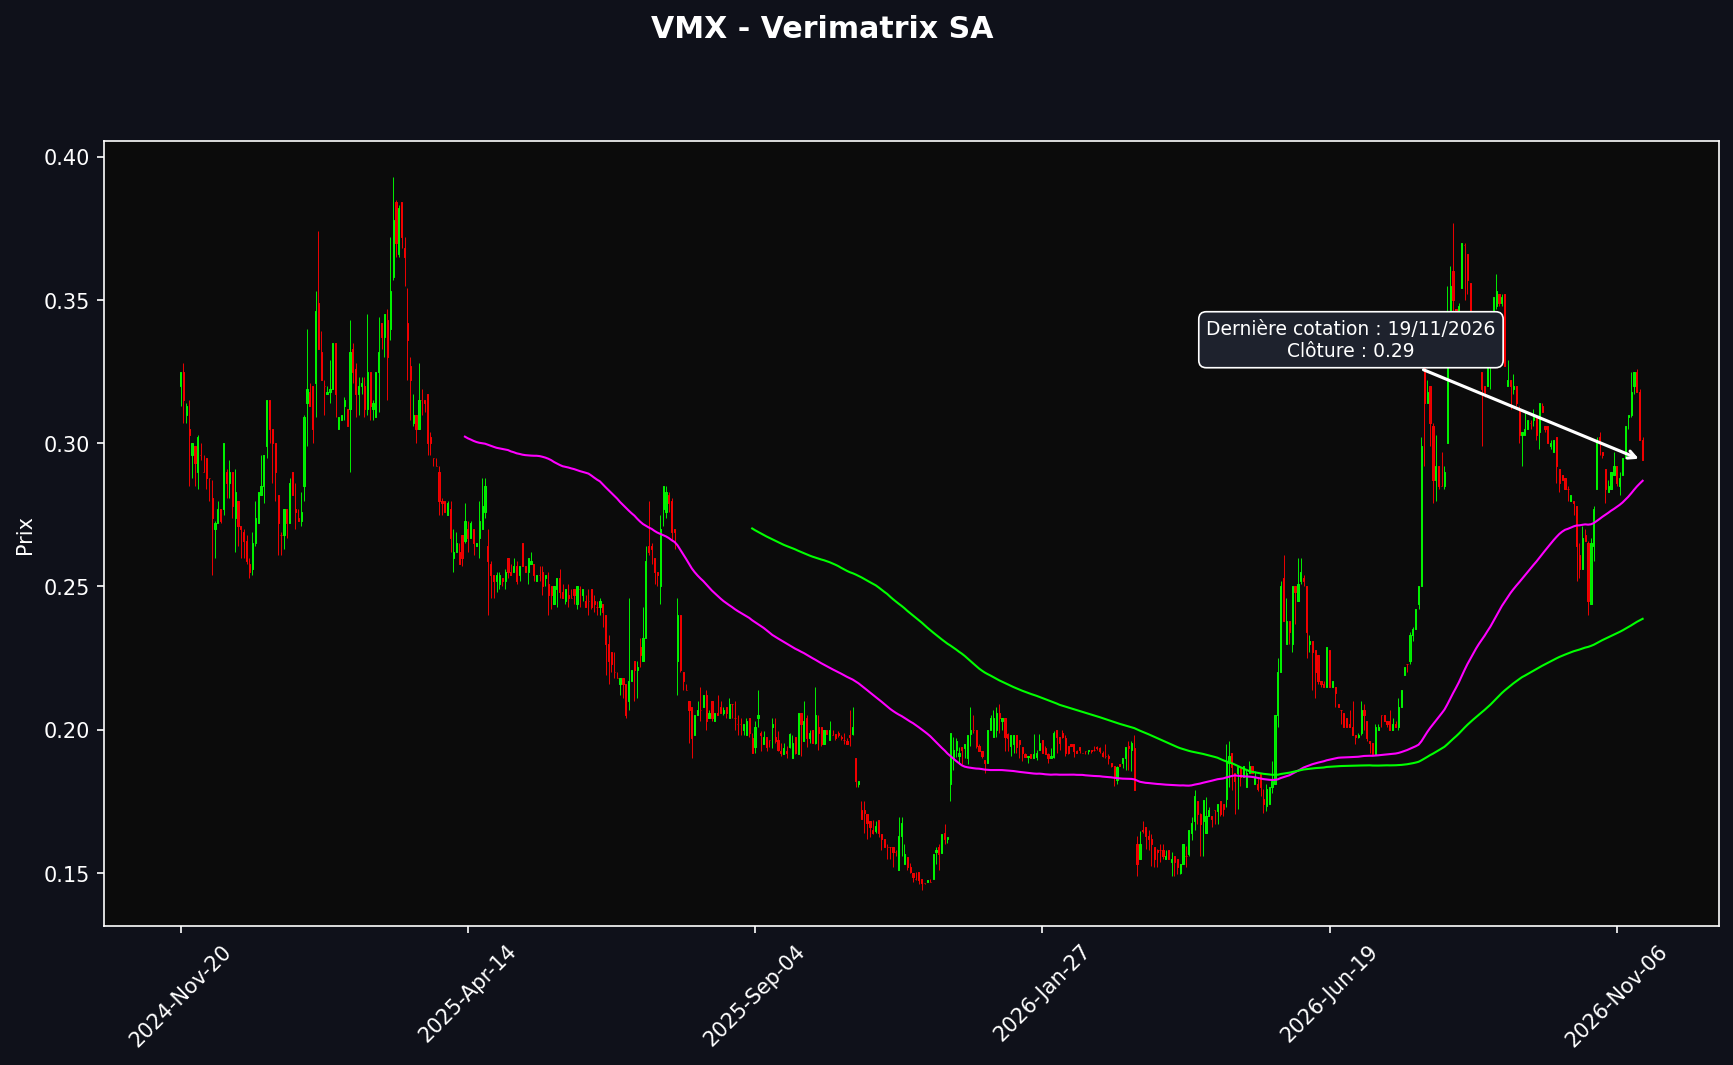 VMX - Verimatrix SA
0.40
0.35
0.30
0.25
0.20
0.15
Prix
Dernière cotation : 19/11/2026
Clôture : 0.29
2024-Nov-20
2025-Apr-14
2025-Sep-04
2026-Jan-27
2026-Jun-19
2026-Nov-06